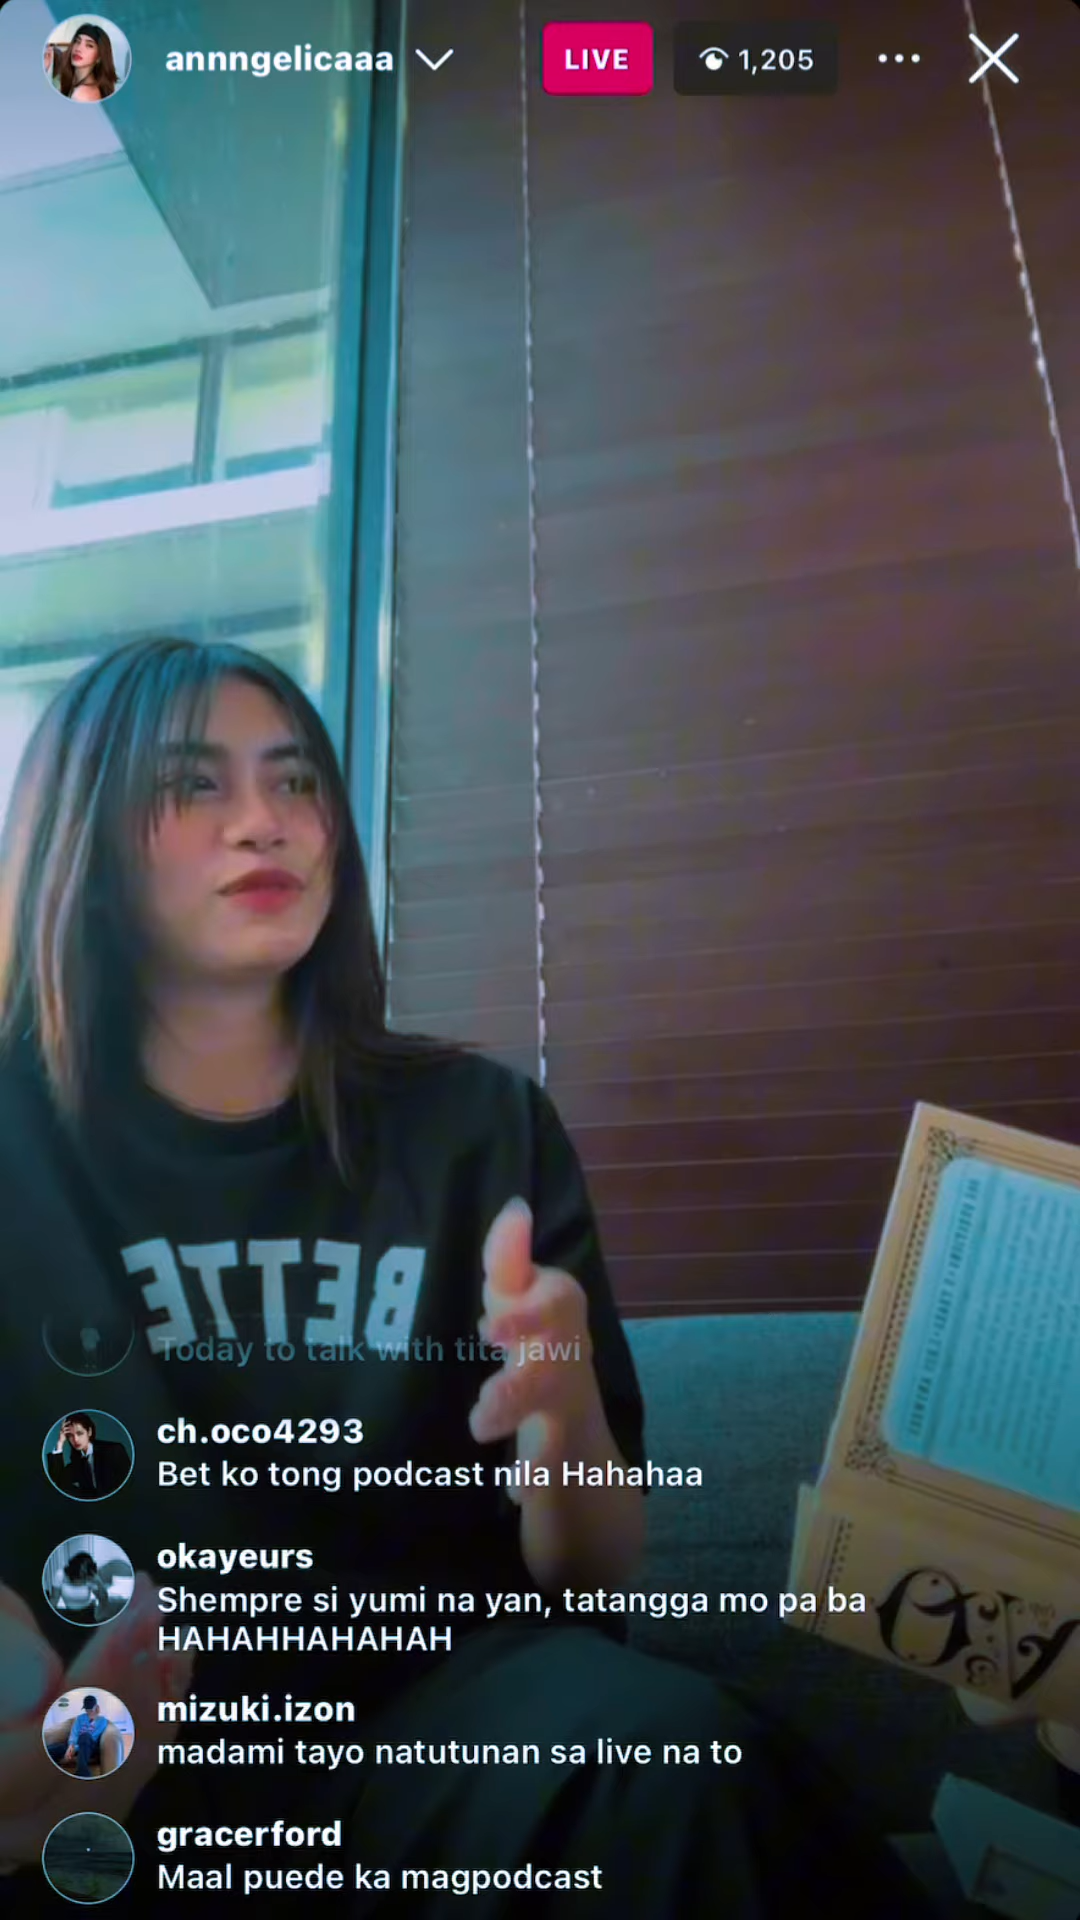 annngelicaaa
LIVE
1,205
BETTE
Today to talk with tita jawi
ch.oco4293
Bet ko tong podcast nila Hahahaa
okayeurs
Shempre si yumi na yan, tatangga mo pa ba
HAHAHHAHAHAH
mizuki.izon
madami tayo natutunan sa live na to
gracerford
Maal puede ka magpodcast